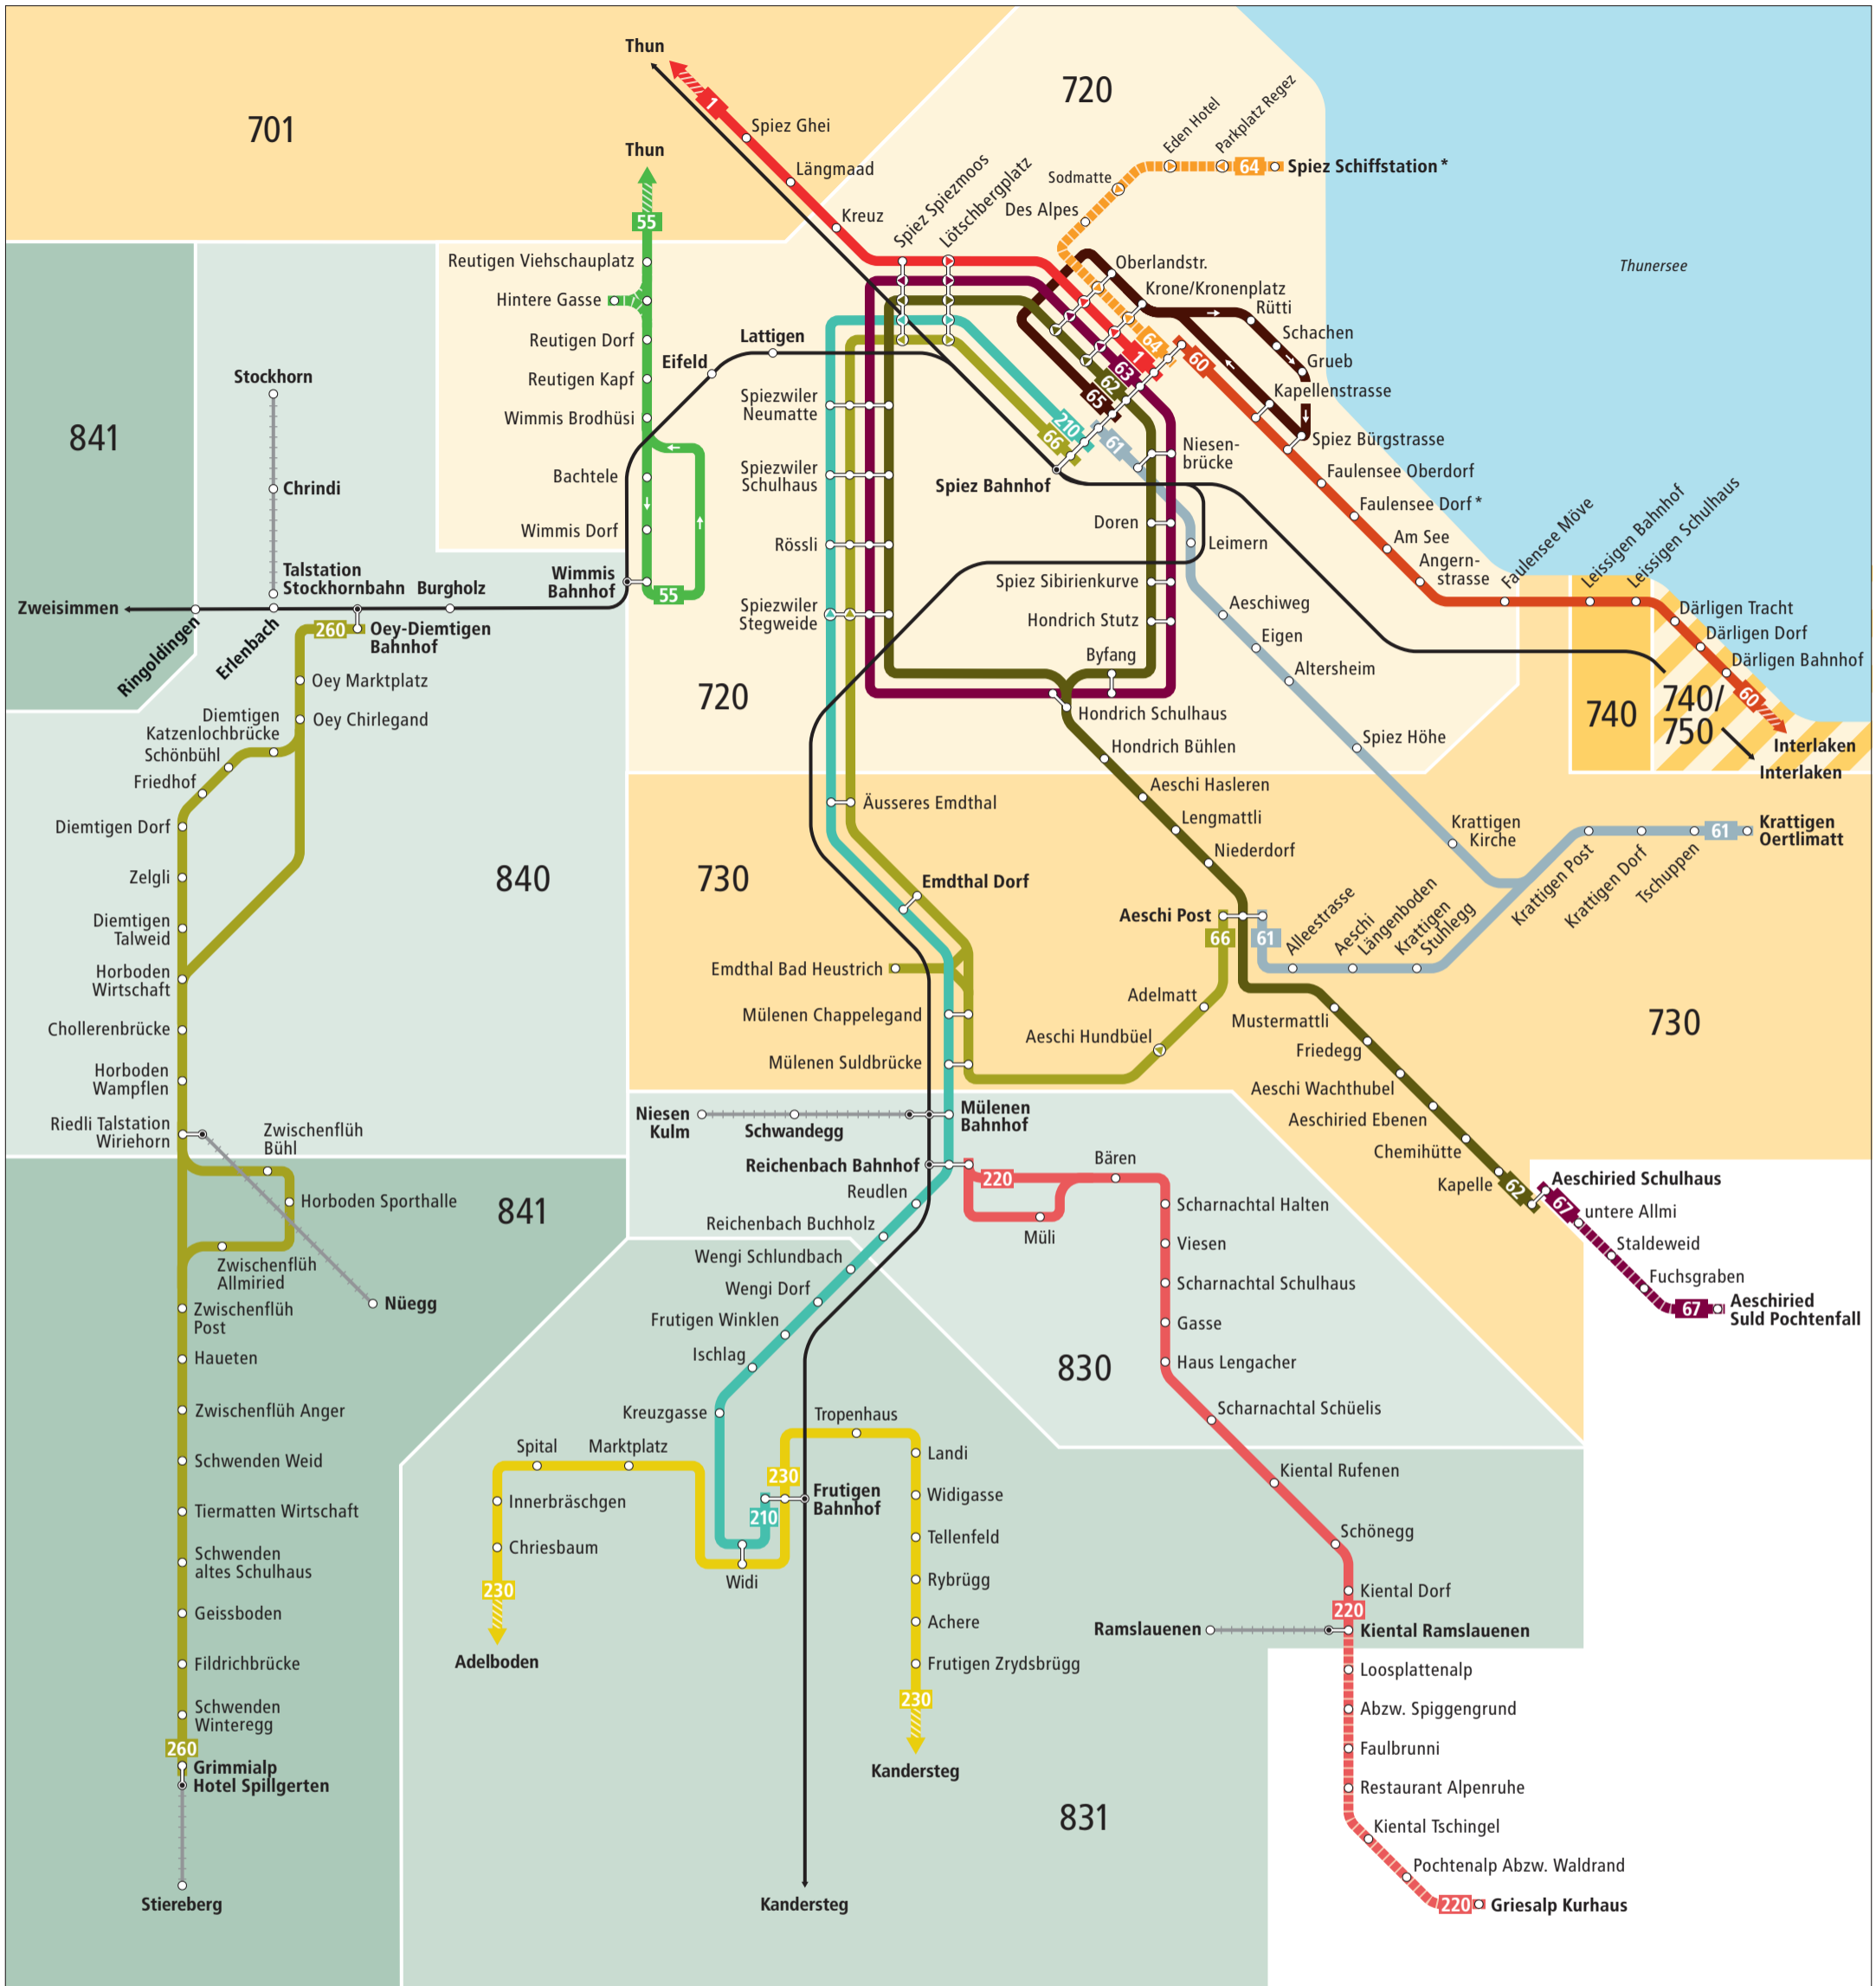 Thun
720
701
1
Spiez Ghei
Eden Hotel
Parkplatz Regez
Thun
Längmaad
Spiez Spiezmoos
Lötschbergplatz
Sodmatte
64
Spiez Schiffstation *
55
Kreuz
Des Alpes
Reutigen Viehschauplatz
Oberlandstr.
Thunersee
Hintere Gasse
Krone/Kronenplatz
Rütti
Reutigen Dorf
Lattigen
Schachen
Eifeld
64
1
60
Grueb
Stockhorn
Reutigen Kapf
63
62
65
Kapellenstrasse
Spiezwiler
Neumatte
Wimmis Brodhüsi
841
210
66
61
Spiez Bürgstrasse
Niesen-
brücke
Bachtele
Spiezwiler
Schulhaus
Faulensee Oberdorf
Chrindi
Spiez Bahnhof
Faulensee Dorf *
Wimmis Dorf
Doren
Rössli
Leimern
Am See
Faulensee Möve
Leissigen Bahnhof
Leissigen Schulhaus
Angern-
strasse
Talstation
Stockhornbahn
Burgholz
Wimmis
Bahnhof
55
Spiez Sibirienkurve
Zweisimmen
Aeschiweg
Därligen Tracht
Spiezwiler
Stegweide
Hondrich Stutz
260
Oey-Diemtigen
Bahnhof
Därligen Dorf
Ringoldingen
Erlenbach
Eigen
Byfang
Därligen Bahnhof
Oey Marktplatz
Altersheim
720
60
740
740/
750
Diemtigen
Katzenlochbrücke
Oey Chirlegand
Hondrich Schulhaus
Schönbühl
Hondrich Bühlen
Spiez Höhe
Interlaken
Interlaken
Friedhof
Aeschi Hasleren
Äusseres Emdthal
Diemtigen Dorf
Lengmattli
Krattigen
Kirche
61
Krattigen
Oertlimatt
Niederdorf
Zelgli
840
730
Emdthal Dorf
Krattigen Post
Krattigen Dorf
Tschuppen
Diemtigen
Talweid
Aeschi Post
66
61
Alleestrasse
Aeschi
Längenboden
Krattigen
Stuhlegg
Horboden
Wirtschaft
Emdthal Bad Heustrich
Adelmatt
Mülenen Chappelegand
Mustermattli
730
Chollerenbrücke
Aeschi Hundbüel
Friedegg
Mülenen Suldbrücke
Horboden
Wampflen
Aeschi Wachthubel
Niesen
Kulm
Schwandegg
Mülenen
Bahnhof
Aeschiried Ebenen
Riedli Talstation
Wiriehorn
Zwischenflüh
Bühl
Chemihütte
Reichenbach Bahnhof
Bären
220
Kapelle
62
Aeschiried Schulhaus
67
Horboden Sporthalle
841
Reudlen
Scharnachtal Halten
untere Allmi
Reichenbach Buchholz
Müli
Viesen
Staldeweid
Wengi Schlundbach
Zwischenflüh
Allmiried
Scharnachtal Schulhaus
Fuchsgraben
Wengi Dorf
Nüegg
67
Aeschiried
Suld Pochtenfall
Zwischenflüh
Post
Frutigen Winklen
Gasse
Haueten
Ischlag
830
Haus Lengacher
Zwischenflüh Anger
Kreuzgasse
Tropenhaus
Scharnachtal Schüelis
Spital
Marktplatz
Landi
Schwenden Weid
230
Kiental Rufenen
Innerbräschgen
Frutigen
Bahnhof
Widigasse
Tiermatten Wirtschaft
210
Schönegg
Chriesbaum
Tellenfeld
Schwenden
altes Schulhaus
Widi
Rybrügg
230
Kiental Dorf
Geissboden
220
Achere
Ramslauenen
Kiental Ramslauenen
Adelboden
Fildrichbrücke
Frutigen Zrydsbrügg
Loosplattenalp
230
Schwenden
Winteregg
Abzw. Spiggengrund
260
Faulbrunni
Grimmialp
Hotel Spillgerten
Kandersteg
Restaurant Alpenruhe
831
Kiental Tschingel
Pochtenalp Abzw. Waldrand
Stiereberg
Kandersteg
220
Griesalp Kurhaus